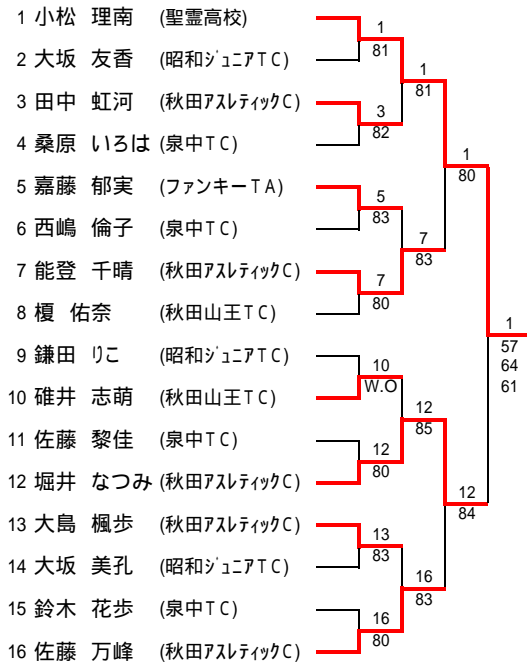 1 小松 理南 (聖霊高校)
2 大坂 友香 (昭和ｼﾞｭﾆｱTC)
3 田中 虹河 (秋田ｱｽﾚﾃｨｯｸC)
4 桑原 いろは (泉中TC)
5 嘉藤 郁実 (ファンキーTA)
6 西嶋 倫子 (泉中TC)
7 能登 千晴 (秋田ｱｽﾚﾃｨｯｸC)
8 榎 佑奈 (秋田山王TC)
9 鎌田 りこ (昭和ｼﾞｭﾆｱTC)
10 碓井 志萌 (秋田山王TC)
11 佐藤 黎佳 (泉中TC)
12 堀井 なつみ (秋田ｱｽﾚﾃｨｯｸC)
13 大島 楓歩 (秋田ｱｽﾚﾃｨｯｸC)
14 大坂 美孔 (昭和ｼﾞｭﾆｱTC)
15 鈴木 花歩 (泉中TC)
16 佐藤 万峰 (秋田ｱｽﾚﾃｨｯｸC)
1
81
3
82
5
83
7
80
10
W.O
12
80
13
83
16
80
1
81
7
83
12
85
16
83
1
80
12
84
1
57
64
61